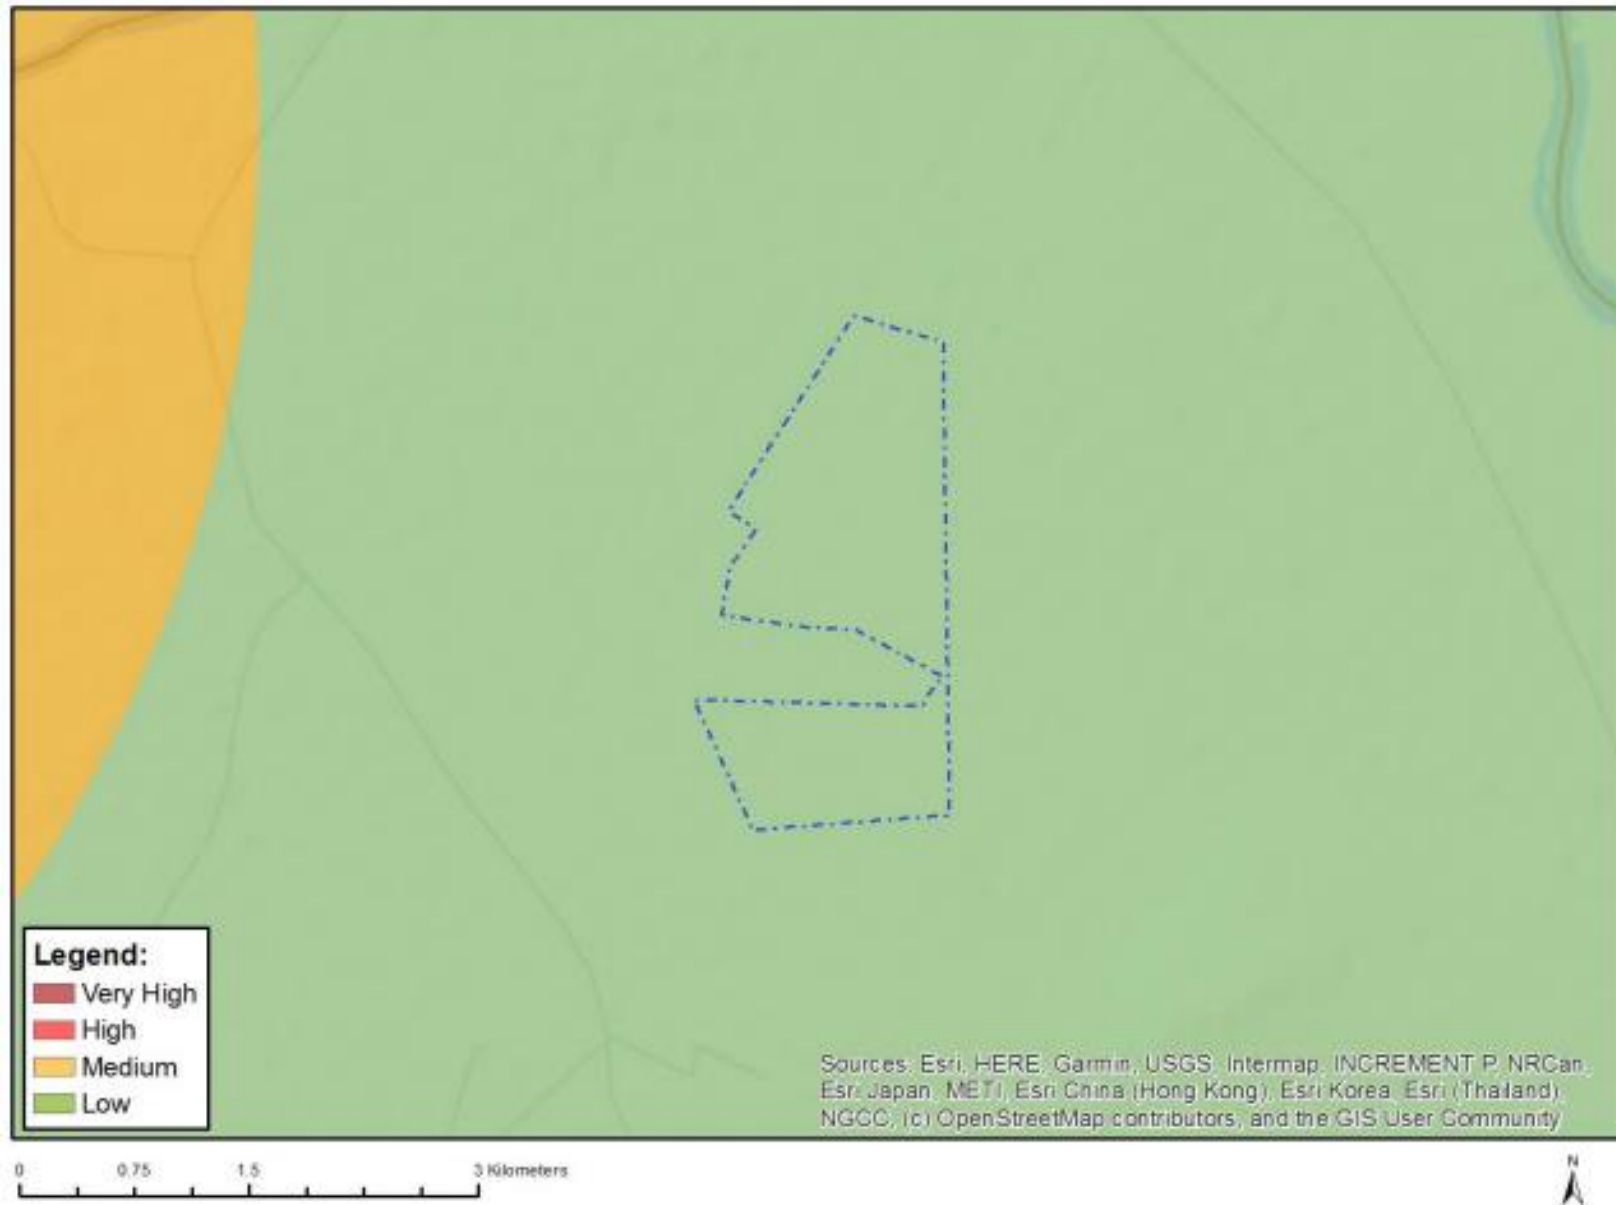 Legend:
Very High
High
Medium
Low
Sources: Esri, HERE, Garmin, USGS, Intermap, INCREMENT P, NRCan,
Esri Japan, METI, Esri China (Hong Kong), Esri Korea, Esri (Thailand),
NGCC, (c) OpenStreetMap contributors, and the GIS User Community
0 0.75 1.5 3 Kilometers
N